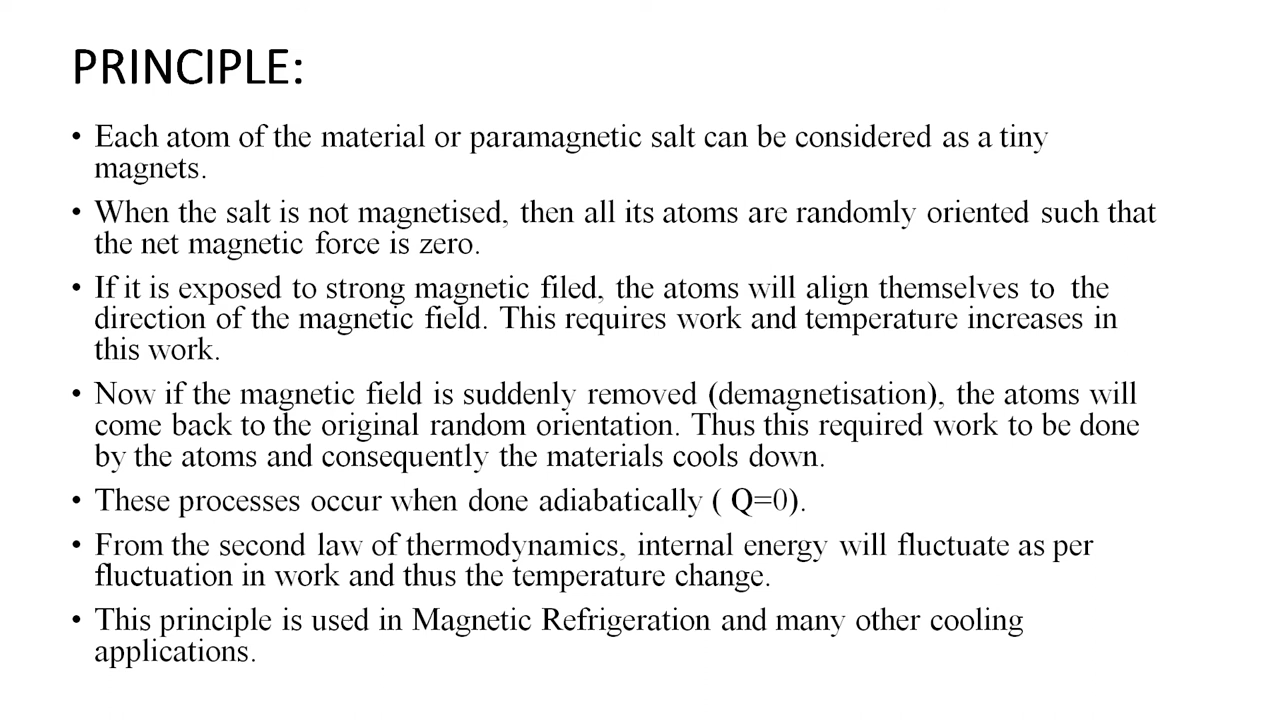 PRINCIPLE:
• Each atom of the material or paramagnetic salt can be considered as a tiny
magnets.
• When the salt is not magnetised, then all its atoms are randomly oriented such that
the net magnetic force is zero.
• If it is exposed to strong magnetic filed, the atoms will align themselves to the
direction of the magnetic field. This requires work and temperature increases in
this work.
• Now if the magnetic field is suddenly removed (demagnetisation), the atoms will
come back to the original random orientation. Thus this required work to be done
by the atoms and consequently the materials cools down.
• These processes occur when done adiabatically ( Q=0).
• From the second law of thermodynamics, internal energy will fluctuate as per
fluctuation in work and thus the temperature change.
• This principle is used in Magnetic Refrigeration and many other cooling
applications.